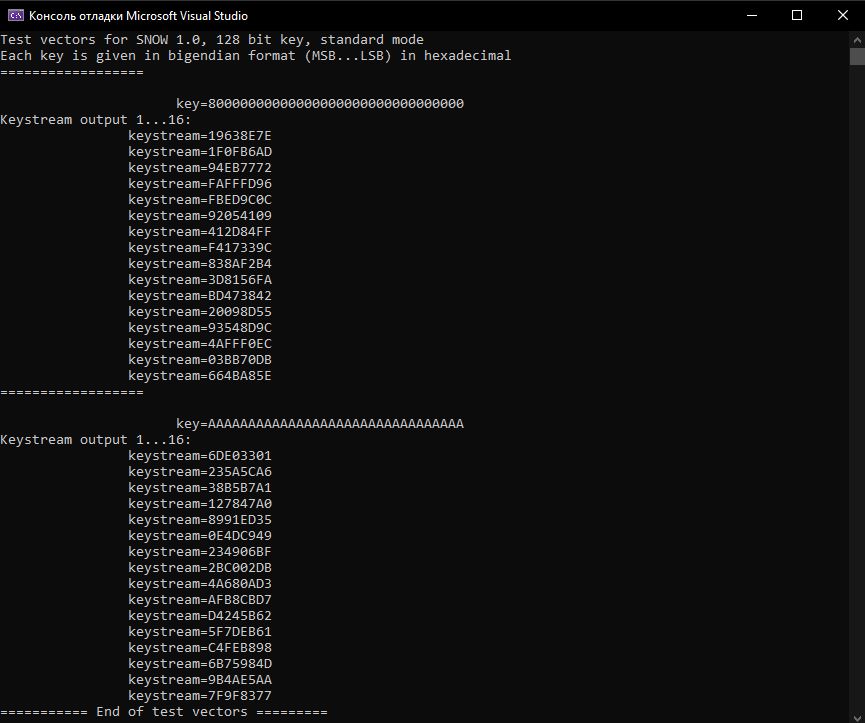 Консоль отладки Microsoft Visual Studio
Test vectors for SNOW 1.0, 128 bit key, standard mode
Each key is given in bigendian format (MSB...LSB) in hexadecimal
==================
key=80000000000000000000000000000000
Keystream output 1...16:
keystream=19638E7E
keystream=1F0FB6AD
keystream=94EB7772
keystream=FAFFFD96
keystream=FBED9C0C
keystream=92054109
keystream=412D84FF
keystream=F417339C
keystream=838AF2B4
keystream=3D8156FA
keystream=BD473842
keystream=20098D55
keystream=93548D9C
keystream=4AFFF0EC
keystream=03BB70DB
keystream=664BA85E
==================
key=AAAAAAAAAAAAAAAAAAAAAAAAAAAAAAAA
Keystream output 1...16:
keystream=6DE03301
keystream=235A5CA6
keystream=38B5B7A1
keystream=127847A0
keystream=8991ED35
keystream=0E4DC949
keystream=234906BF
keystream=2BC002DB
keystream=4A680AD3
keystream=AFB8CBD7
keystream=D4245B62
keystream=5F7DEB61
keystream=C4FEB898
keystream=6B75984D
keystream=9B4AE5AA
keystream=7F9F8377
=========== End of test vectors =========